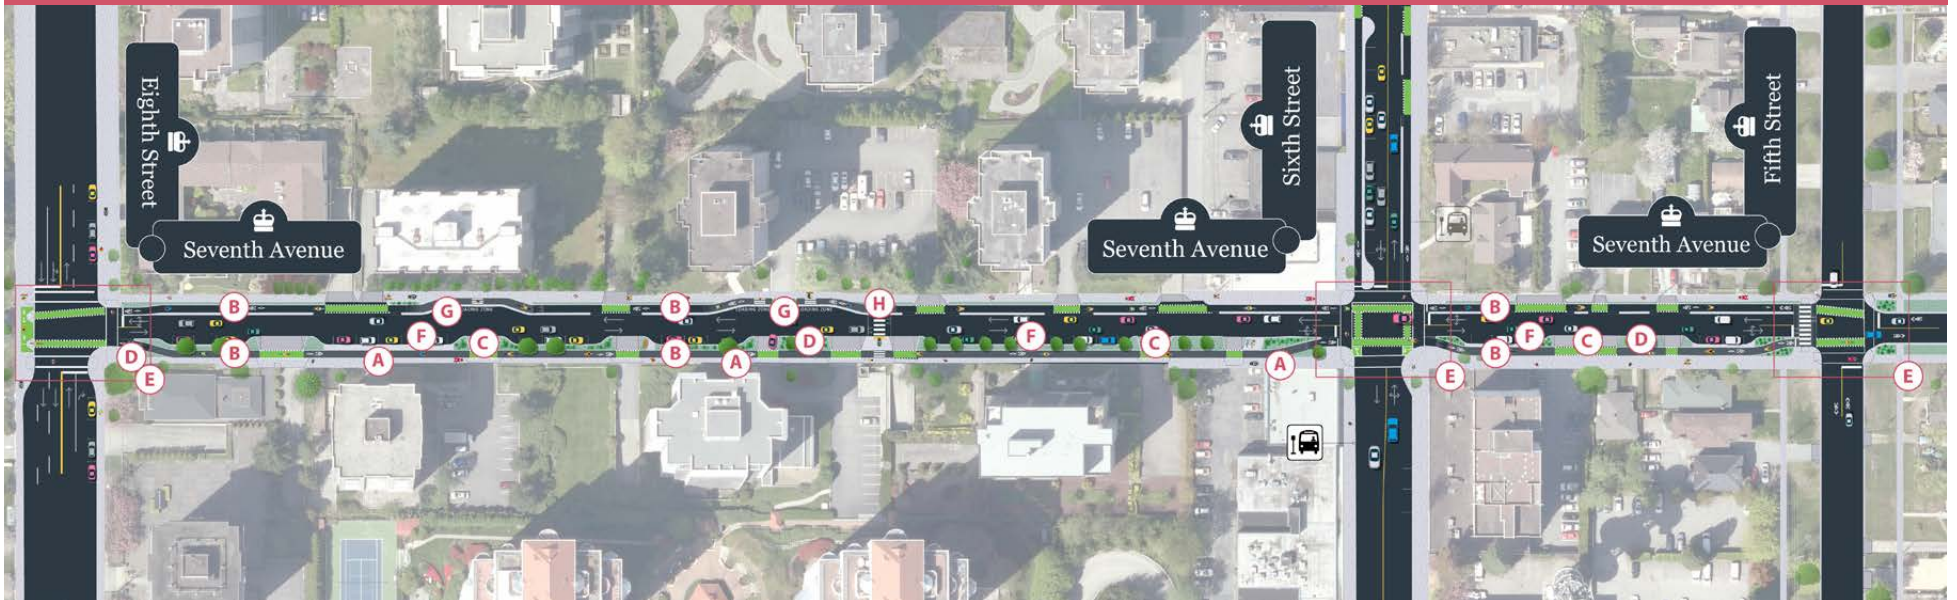 Eighth Street
Seventh Avenue
Sixth Street
Seventh Avenue
Fifth Street
Seventh Avenue
B
G
B
G
H
B
F
C
D
F
C
F
C
D
D
E
B
A
B
A
A
E
B
E